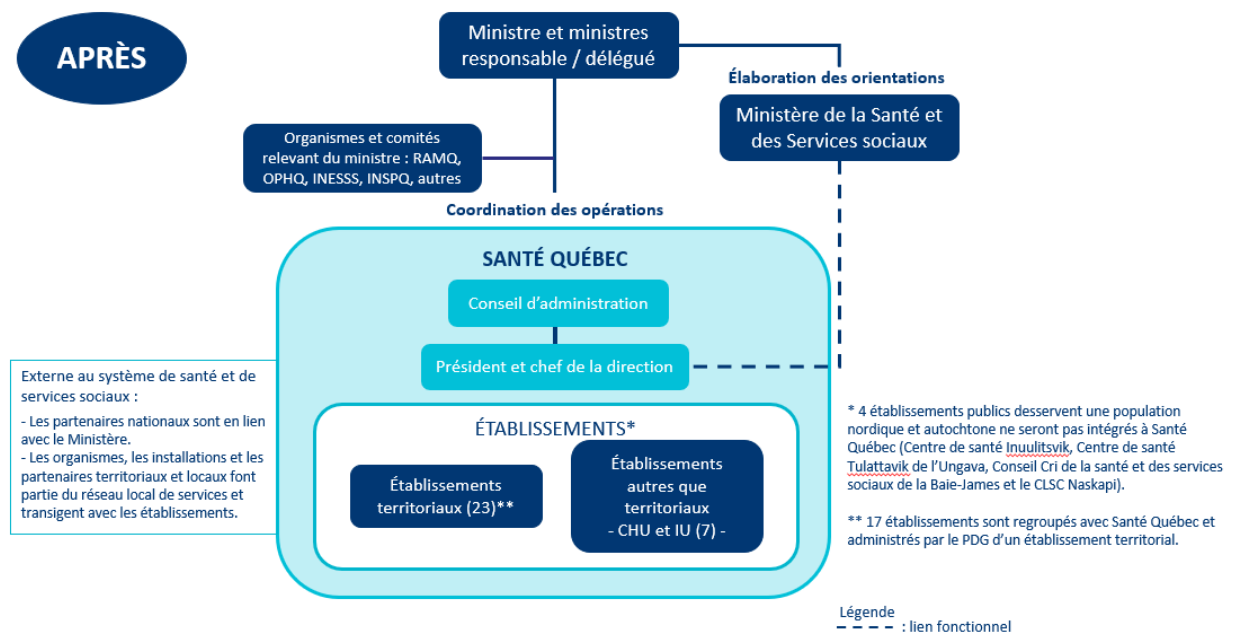 APRÈS
Ministre et ministres
responsable / délégué
Élaboration des orientations
Ministère de la Santé et
des Services sociaux
Organismes et comités
relevant du ministre : RAMQ,
OPHQ, INESSS, INSPQ, autres
Coordination des opérations
SANTÉ QUÉBEC
Conseil d’administration
Président et chef de la direction
Externe au système de santé et de
services sociaux :
- Les partenaires nationaux sont en lien
avec le Ministère.
- Les organismes, les installations et les
partenaires territoriaux et locaux font
partie du réseau local de services et
transigent avec les établissements.
ÉTABLISSEMENTS*
Établissements
territoriaux (23)**
Établissements
autres que
territoriaux
- CHU et IU (7) -
* 4 établissements publics desservent une population
nordique et autochtone ne seront pas intégrés à Santé
Québec (Centre de santé Inuulitsvik, Centre de santé
Tulattavik de l’Ungava, Conseil Cri de la santé et des services
sociaux de la Baie-James et le CLSC Naskapi).
** 17 établissements sont regroupés avec Santé Québec et
administrés par le PDG d’un établissement territorial.
Légende
: lien fonctionnel